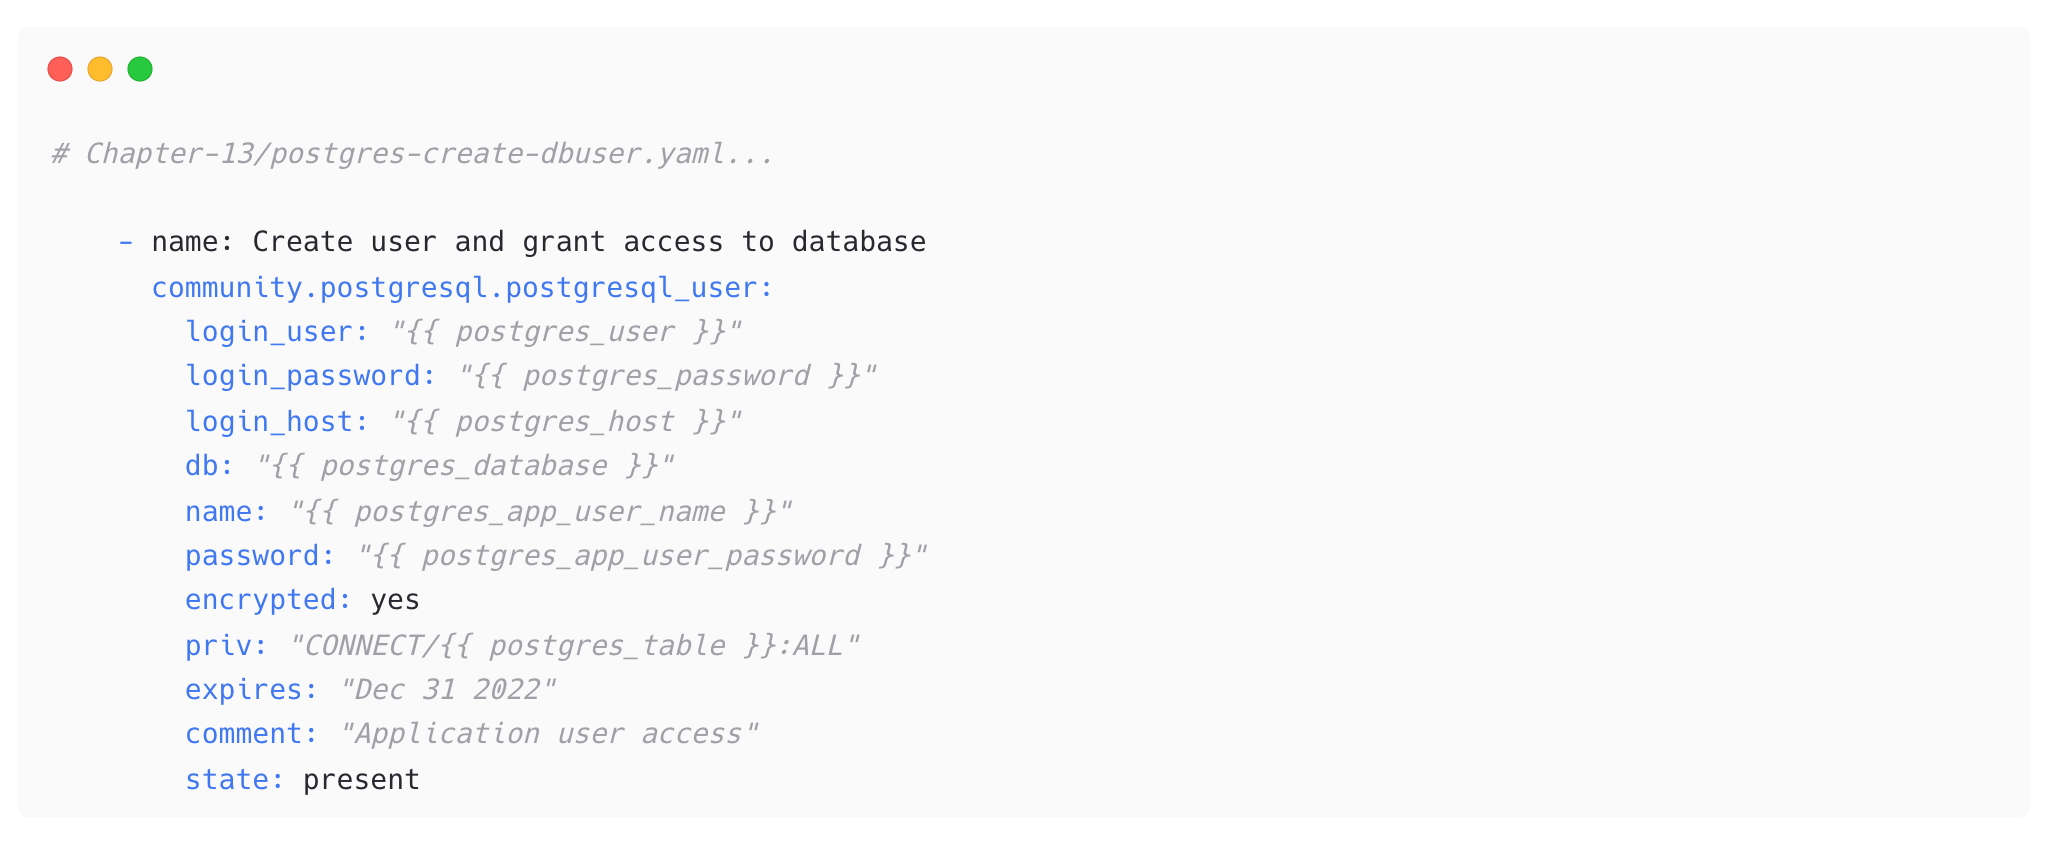 # Chapter-13/postgres-create-dbuser.yaml...
- name: Create user and grant access to database
community.postgresql.postgresql_user:
login_user: "{{ postgres_user }}"
login_password: "{{ postgres_password }}"
login_host: "{{ postgres_host }}"
db: "{{ postgres_database }}"
name: "{{ postgres_app_user_name }}"
password: "{{ postgres_app_user_password }}"
encrypted: yes
priv: "CONNECT/{{ postgres_table }}:ALL"
expires: "Dec 31 2022"
comment: "Application user access"
state: present